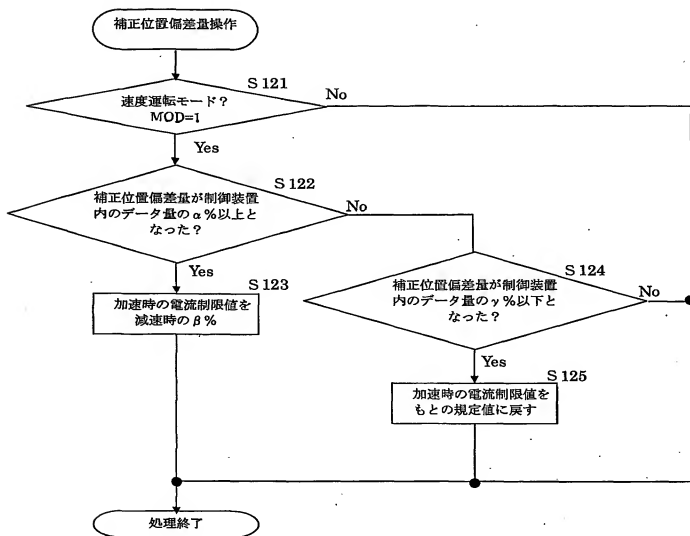 補正位置偏差量操作
S 121
速度運転モード？
MOD=1
No
Yes
S 122
補正位置偏差量が制御装置
内のデータ量のα%以上と
なった？
No
Yes
S 123
加速時の電流制限値を
減速時のβ%
S 124
補正位置偏差量が制御装置
内のデータ量のγ%以下と
なった？
No
Yes
S 125
加速時の電流制限値を
もとの規定値に戻す
処理終了